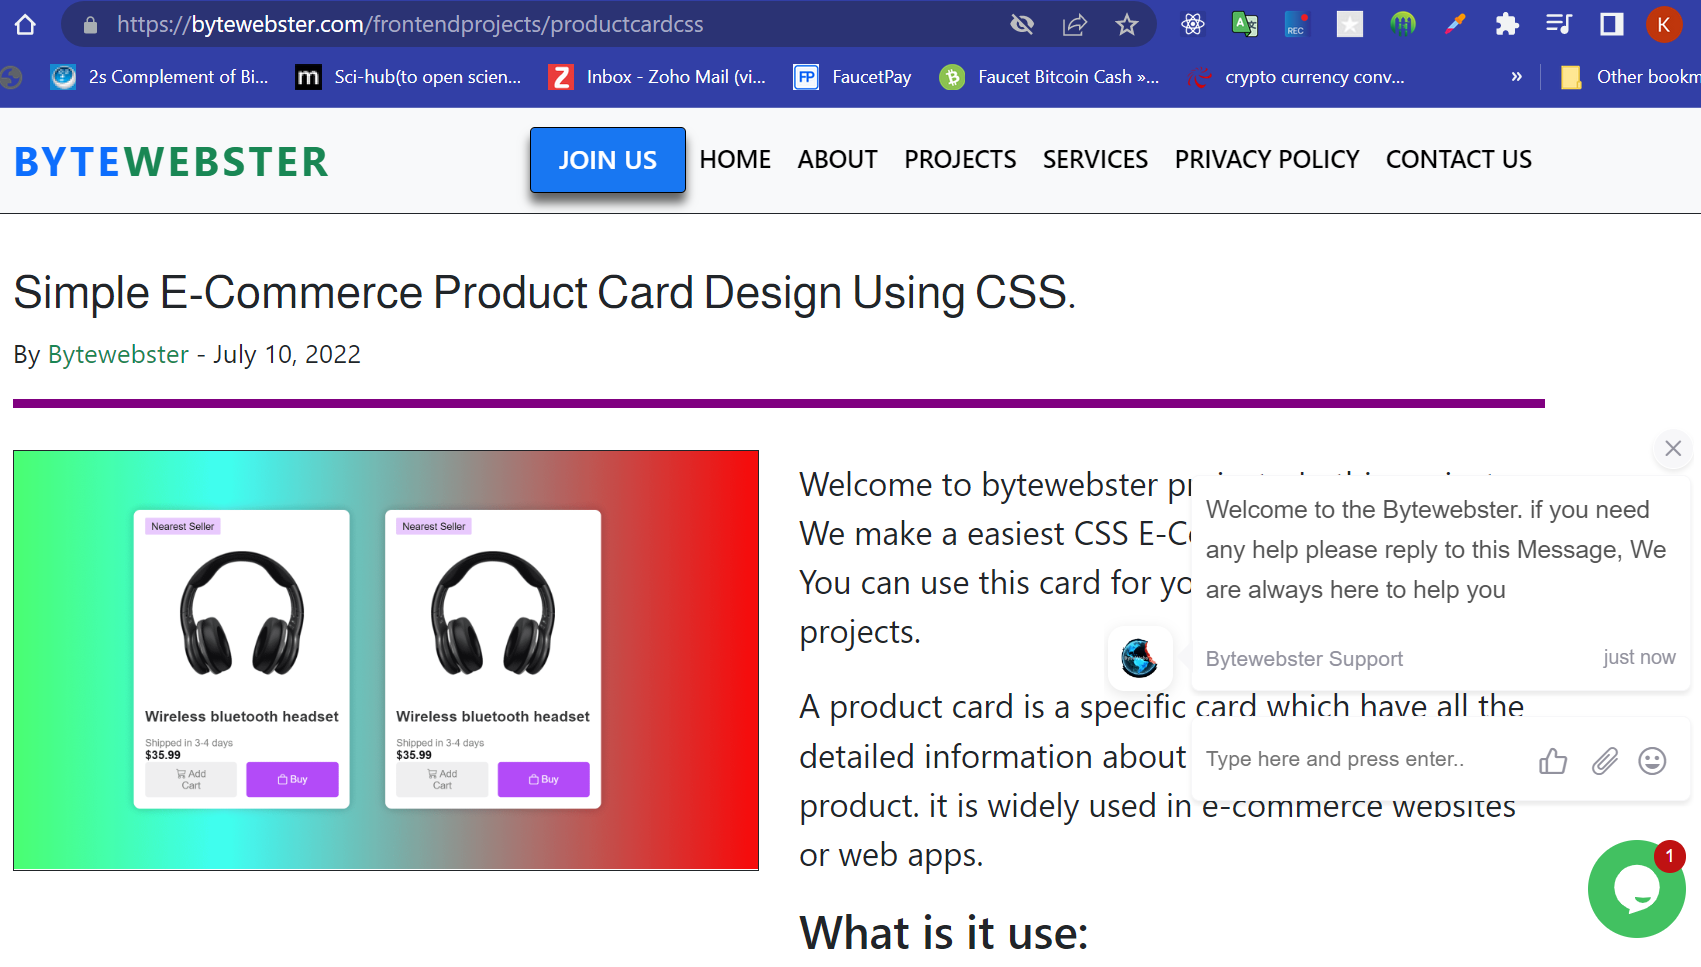 https://bytewebster.com/frontendprojects/productcardcss
REC
K
2s Complement of Bi...
m
Sci-hub(to open scien...
Z
Inbox - Zoho Mail (vi...
FP
FaucetPay
Faucet Bitcoin Cash »...
crypto currency conv...
»
Other bookm
BYTEWEBSTER
JOIN US
HOME
ABOUT
PROJECTS
SERVICES
PRIVACY POLICY
CONTACT US
Simple E-Commerce Product Card Design Using CSS.
By Bytewebster - July 10, 2022
Nearest Seller
Wireless bluetooth headset
Shipped in 3-4 days
$35.99
Add
Cart
Buy
Nearest Seller
Wireless bluetooth headset
Shipped in 3-4 days
$35.99
Add
Cart
Buy
Welcome to bytewebster
We make a easiest CSS
You can use this card for
projects.
A product card is a specific card which have all the
detailed information about
product. it is widely used in e-commerce websites
or web apps.
What is it use:
Welcome to the Bytewebster. if you need
any help please reply to this Message, We
are always here to help you
Bytewebster Support
just now
Type here and press enter..
1